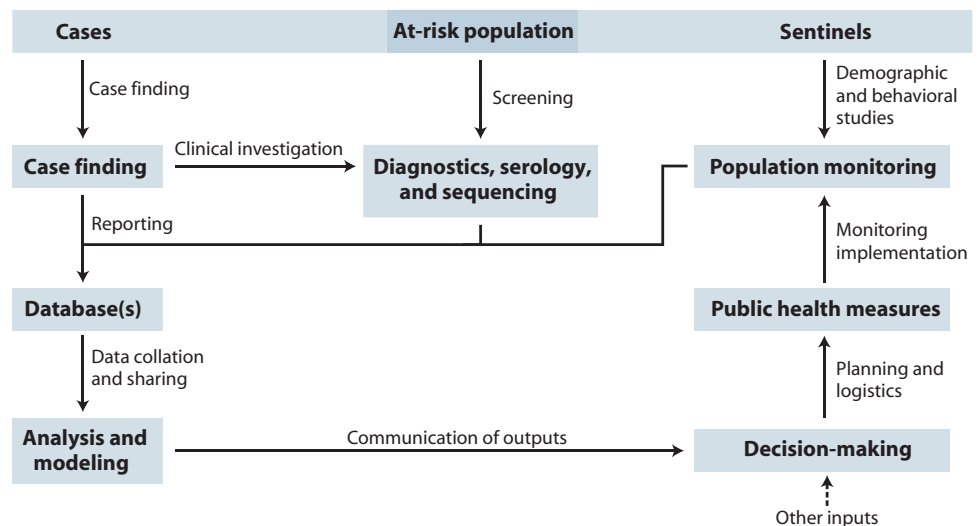 Cases
At-risk population
Sentinels
Case finding
Screening
Demographic
and behavioral
studies
Case finding
Clinical investigation
Diagnostics, serology,
and sequencing
Population monitoring
Reporting
Monitoring
implementation
Database(s)
Public health measures
Data collation
and sharing
Planning and
logistics
Analysis and
modeling
Communication of outputs
Decision-making
Other inputs